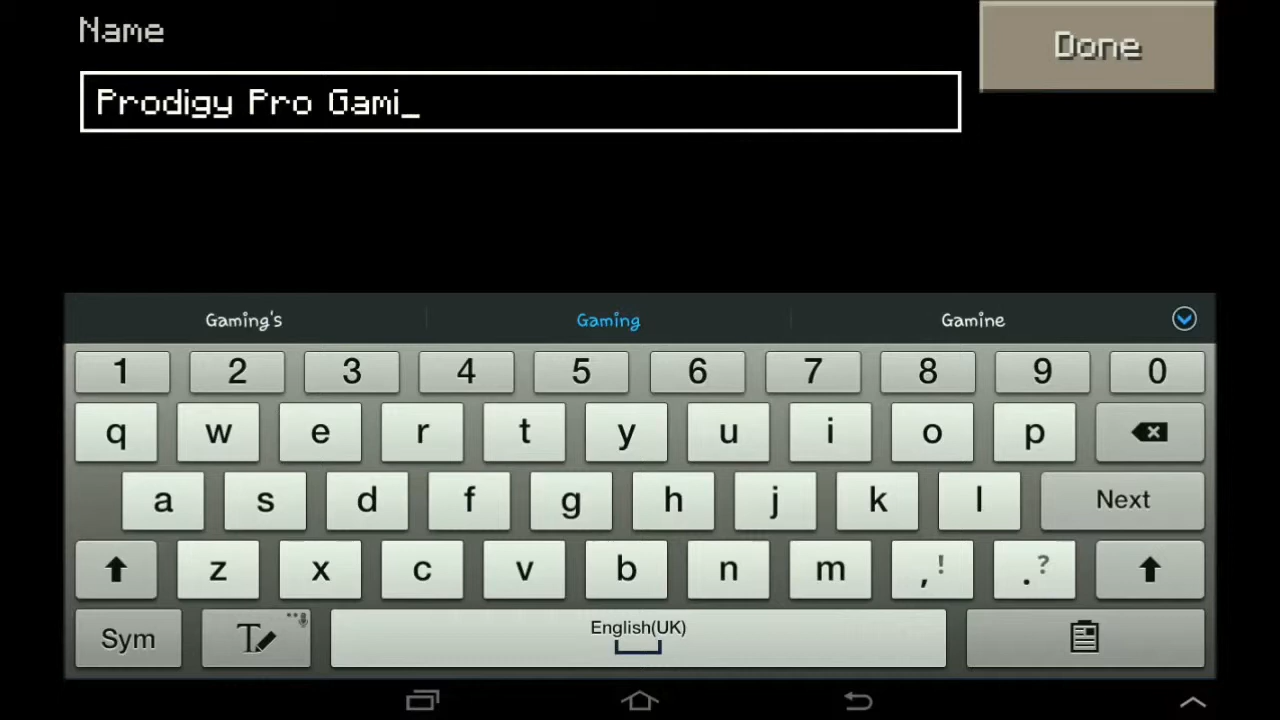 Name
Done
Prodigy Pro Gami_
Gaming's Gaming Gamine
1 2 3 4 5 6 7 8 9 0
q w e r t y u i o p
a s d f g h j k l Next
z x c v b n m ,! .?
Sym T English(UK)